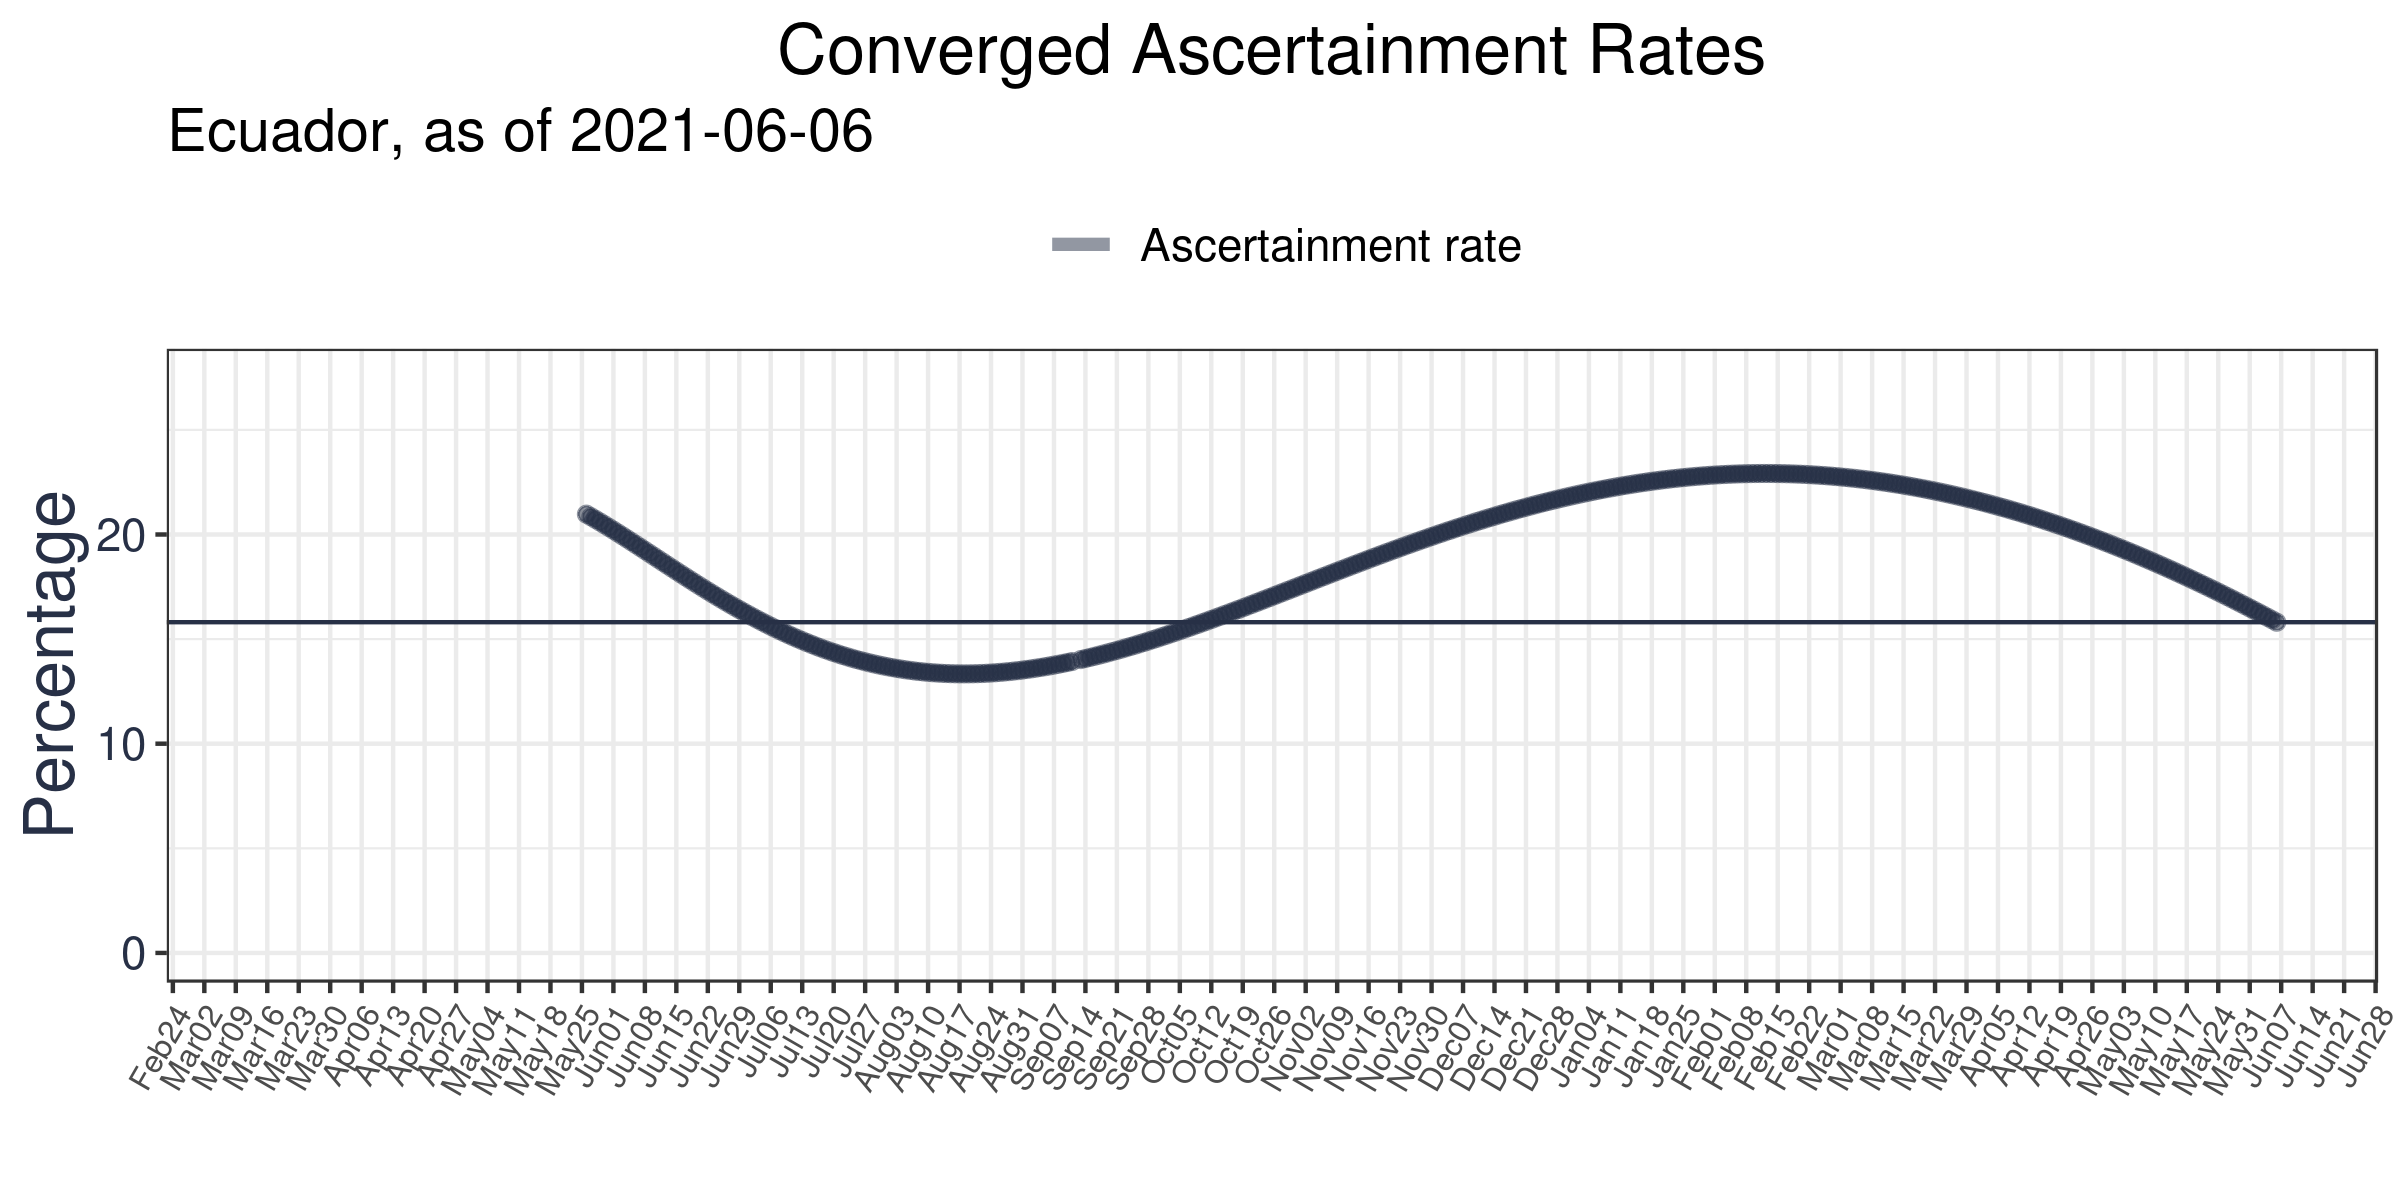 Converged Ascertainment Rates
Ecuador, as of 2021-06-06
Ascertainment rate
Percentage
20
10
0
Feb24 Mar02 Mar09 Mar16 Mar23 Mar30 Apr06 Apr13 Apr20 Apr27 May04 May11 May18 May25 Jun01 Jun08 Jun15 Jun22 Jun29 Jul06 Jul13 Jul20 Jul27 Aug03 Aug10 Aug17 Aug24 Aug31 Sep07 Sep14 Sep21 Sep28 Oct05 Oct12 Oct19 Oct26 Nov02 Nov09 Nov16 Nov23 Nov30 Dec07 Dec14 Dec21 Dec28 Jan04 Jan11 Jan18 Jan25 Feb01 Feb08 Feb15 Feb22 Mar01 Mar08 Mar15 Mar22 Mar29 Apr05 Apr12 Apr19 Apr26 May03 May10 May17 May24 May31 Jun07 Jun14 Jun21 Jun28